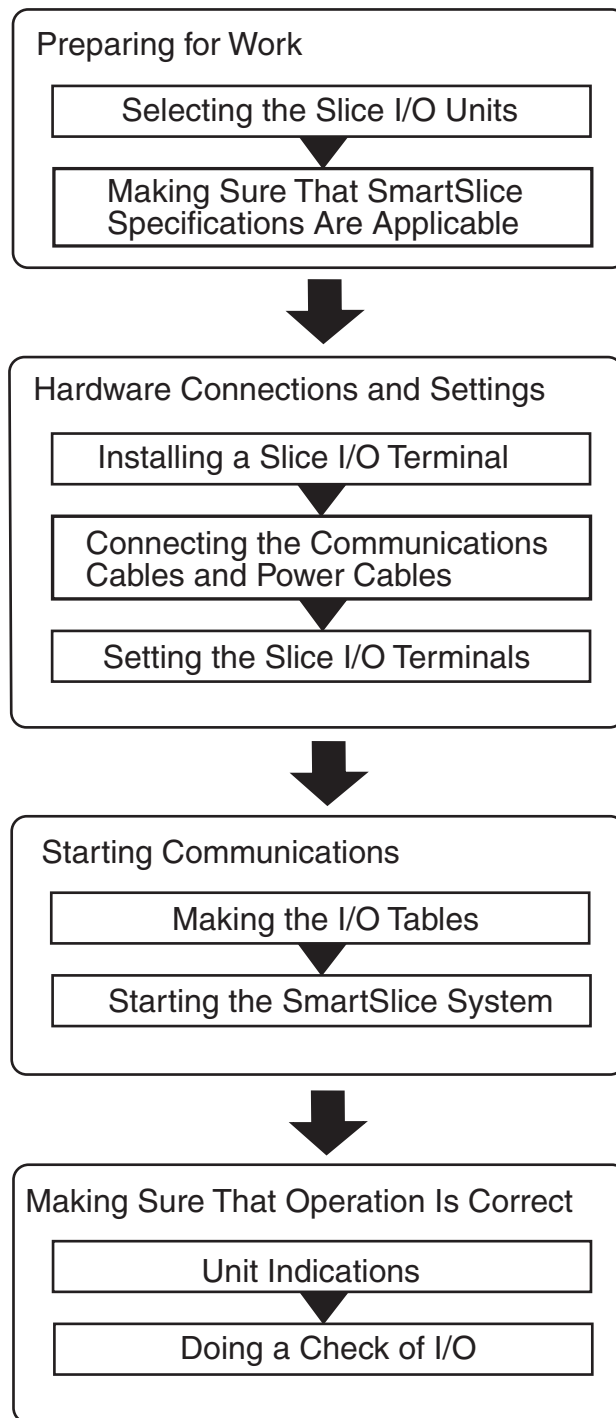 Preparing for Work
Selecting the Slice I/O Units
Making Sure That SmartSlice
Specifications Are Applicable
Hardware Connections and Settings
Installing a Slice I/O Terminal
Connecting the Communications
Cables and Power Cables
Setting the Slice I/O Terminals
Starting Communications
Making the I/O Tables
Starting the SmartSlice System
Making Sure That Operation Is Correct
Unit Indications
Doing a Check of I/O